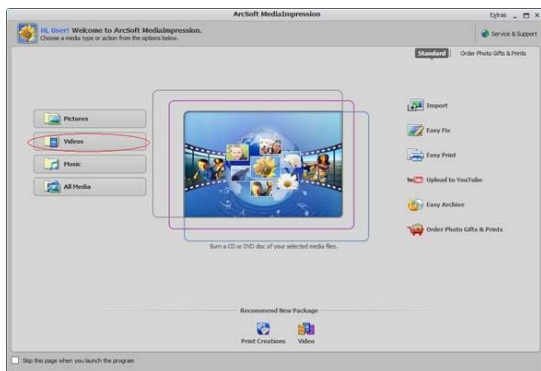 ArcSoft MediaImpression
Extras
Hi, User! Welcome to ArcSoft MediaImpression.
Choose a media type or action from the options below.
Service & Support
Standard
Order Photo Gifts & Prints
Pictures
Videos
Music
All Media
Import
Easy Fix
Easy Print
Upload to YouTube
Easy Archive
Order Photo Gifts & Prints
Burn a CD or DVD disc of your selected media files.
Recommend New Package
Print Creations
Video
Skip this page when you launch the program